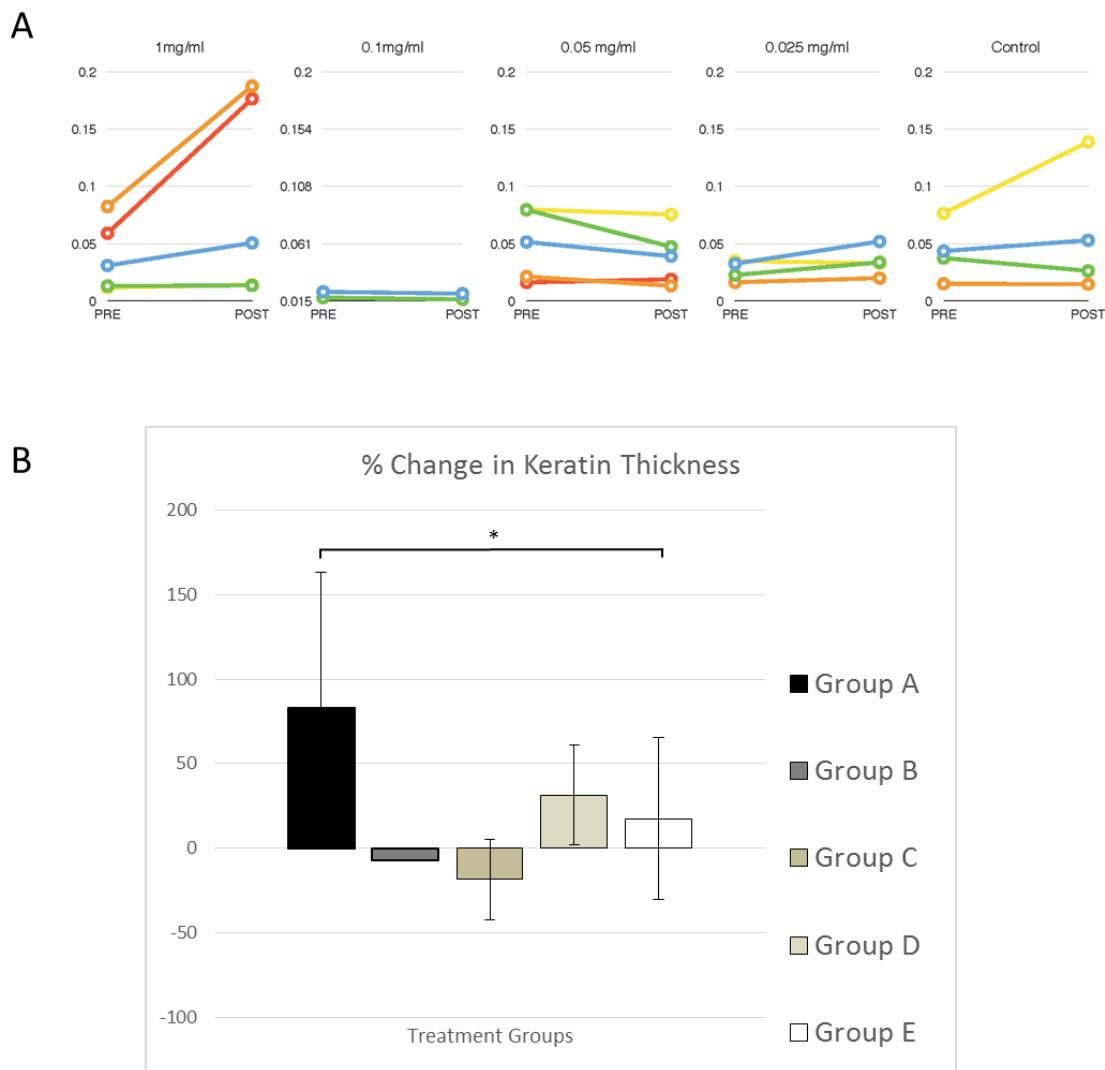 A
1mg/ml 0.1mg/ml 0.05 mg/ml 0.025 mg/ml Control
0.2 0.2 0.2 0.2 0.2
0.15 0.154 0.15 0.15 0.15
0.1 0.108 0.1 0.1 0.1
0.05 0.061 0.05 0.05 0.05
0 0.015 0 0 0
PRE POST PRE POST PRE POST PRE POST PRE POST
B
% Change in Keratin Thickness
200
*
150
100
50
0
-50
-100
Treatment Groups
Group A
Group B
Group C
Group D
Group E